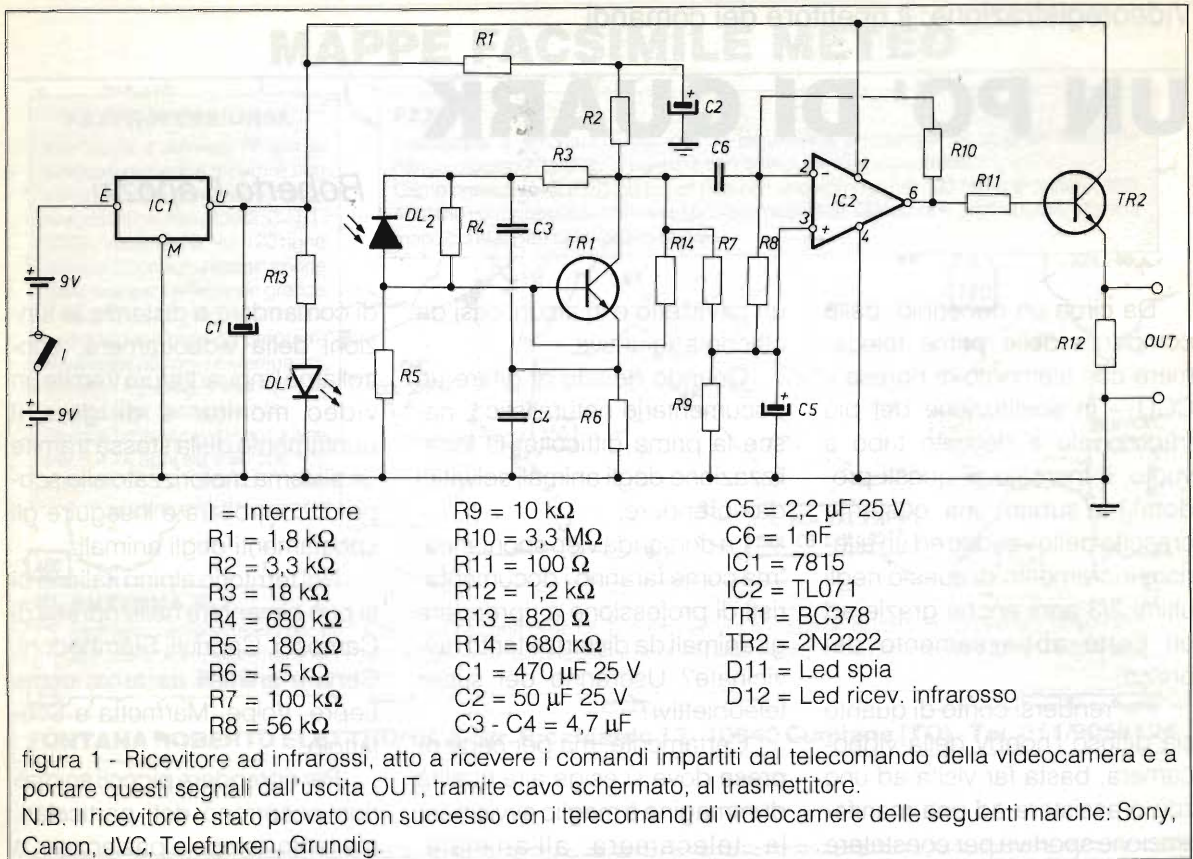 R1
C2
R2
R10
C6
R3
2
7
E
IC1
U
DL2
R4
C3
6
R11
IC2
TR2
M
R13
TR1
R14
R7
R8
3
4
9V
C1
DL1
R5
R12
OUT
I
C4
R6
R9
C5
9V
I = Interruttore
R1 = 1,8 kΩ
R2 = 3,3 kΩ
R3 = 18 kΩ
R4 = 680 kΩ
R5 = 180 kΩ
R6 = 15 kΩ
R7 = 100 kΩ
R8 = 56 kΩ
R9 = 10 kΩ
R10 = 3,3 MΩ
R11 = 100 Ω
R12 = 1,2 kΩ
R13 = 820 Ω
R14 = 680 kΩ
C1 = 470 µF 25 V
C2 = 50 µF 25 V
C3 - C4 = 4,7 µF
C5 = 2,2 µF 25 V
C6 = 1 nF
IC1 = 7815
IC2 = TL071
TR1 = BC378
TR2 = 2N2222
D11 = Led spia
D12 = Led ricev. infrarosso
figura 1 - Ricevitore ad infrarossi, atto a ricevere i comandi impartiti dal telecomando della videocamera e a
portare questi segnali dall'uscita OUT, tramite cavo schermato, al trasmettitore.
N.B. Il ricevitore è stato provato con successo con i telecomandi di videocamere delle seguenti marche: Sony,
Canon, JVC, Telefunken, Grundig.